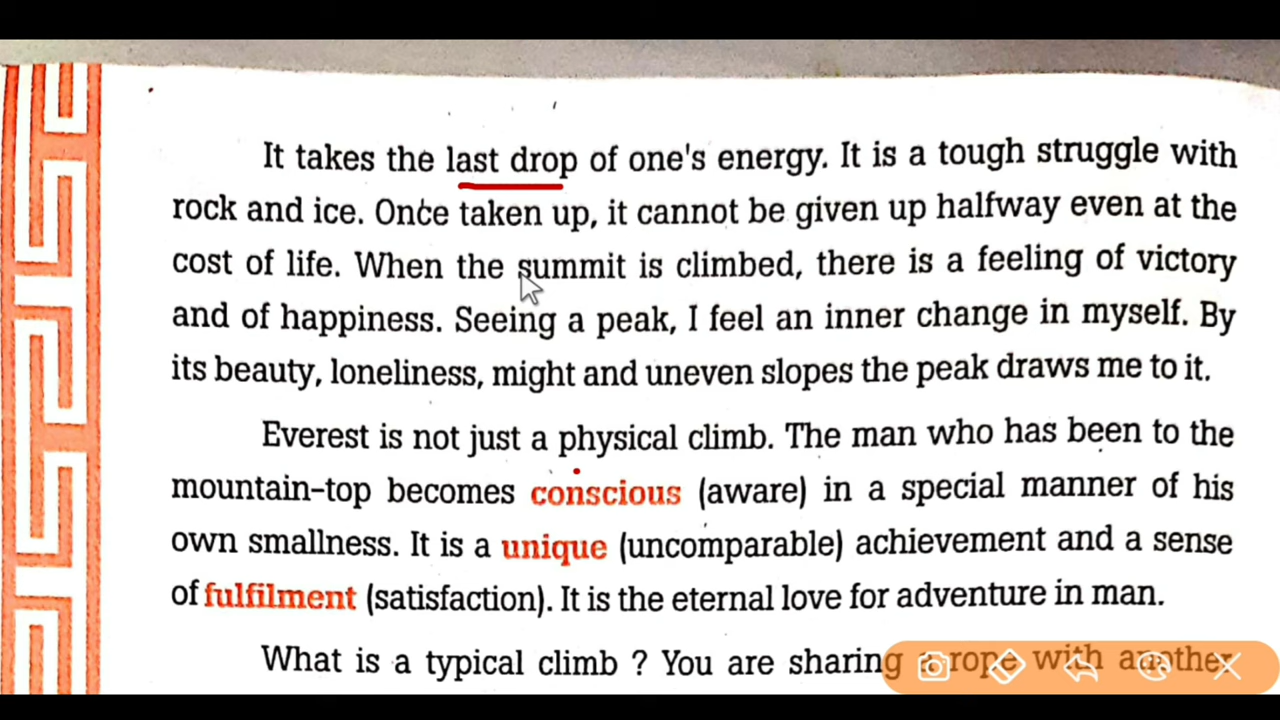 It takes the last drop of one's energy. It is a tough struggle with
rock and ice. Once taken up, it cannot be given up halfway even at the
cost of life. When the summit is climbed, there is a feeling of victory
and of happiness. Seeing a peak, I feel an inner change in myself. By
its beauty, loneliness, might and uneven slopes the peak draws me to it.
Everest is not just a physical climb. The man who has been to the
mountain-top becomes conscious (aware) in a special manner of his
own smallness. It is a unique (uncomparable) achievement and a sense
of fulfilment (satisfaction). It is the eternal love for adventure in man.
What is a typical climb ? You are sharing a rope with another